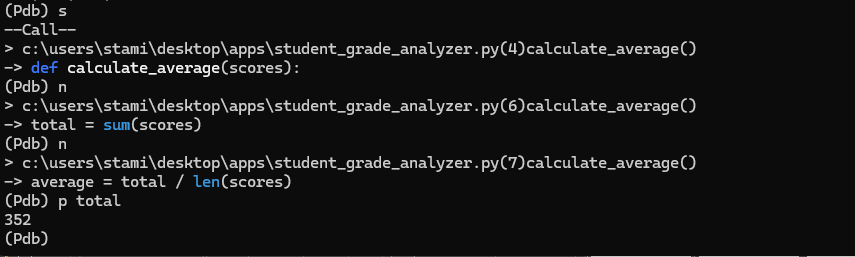 (Pdb) s
--Call--
> c:\users\stami\desktop\apps\student_grade_analyzer.py(4)calculate_average()
-> def calculate_average(scores):
(Pdb) n
> c:\users\stami\desktop\apps\student_grade_analyzer.py(6)calculate_average()
-> total = sum(scores)
(Pdb) n
> c:\users\stami\desktop\apps\student_grade_analyzer.py(7)calculate_average()
-> average = total / len(scores)
(Pdb) p total
352
(Pdb)